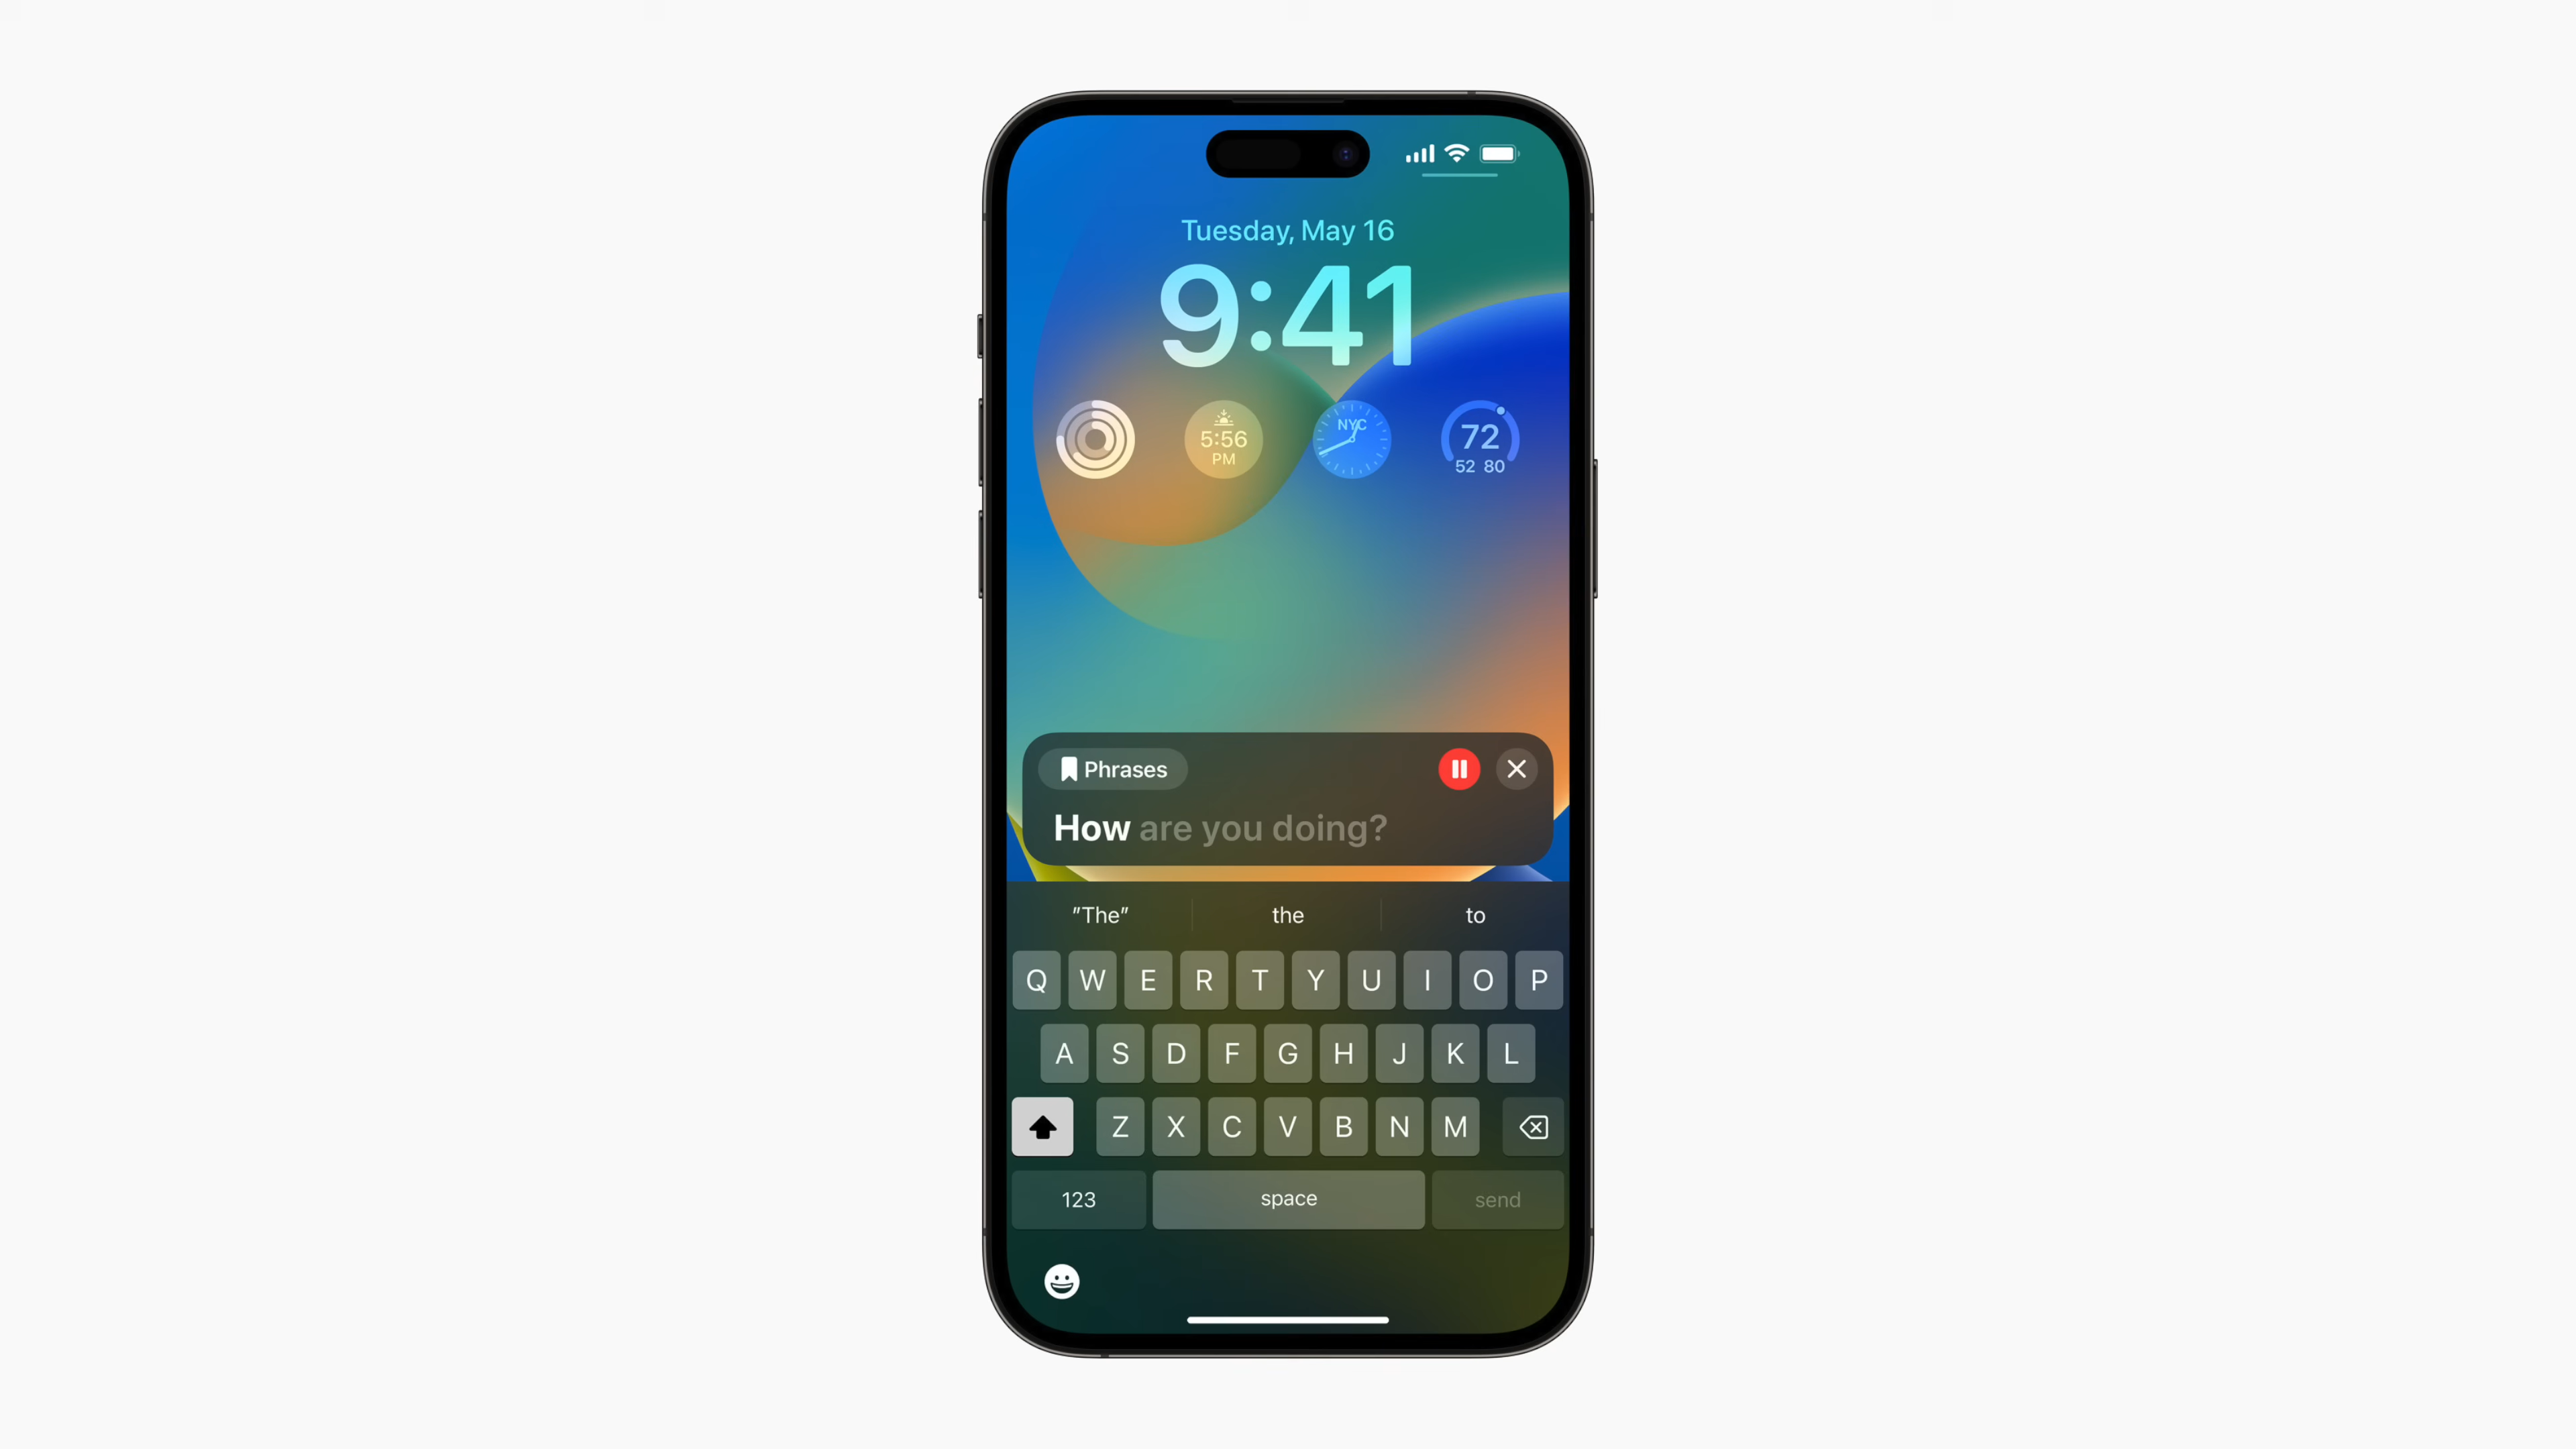 Tuesday, May 16
9:41
5:56
PM
NYC
72
52 80
Phrases
How are you doing?
"The" the to
Q W E R T Y U I O P
A S D F G H J K L
Z X C V B N M
123 space send